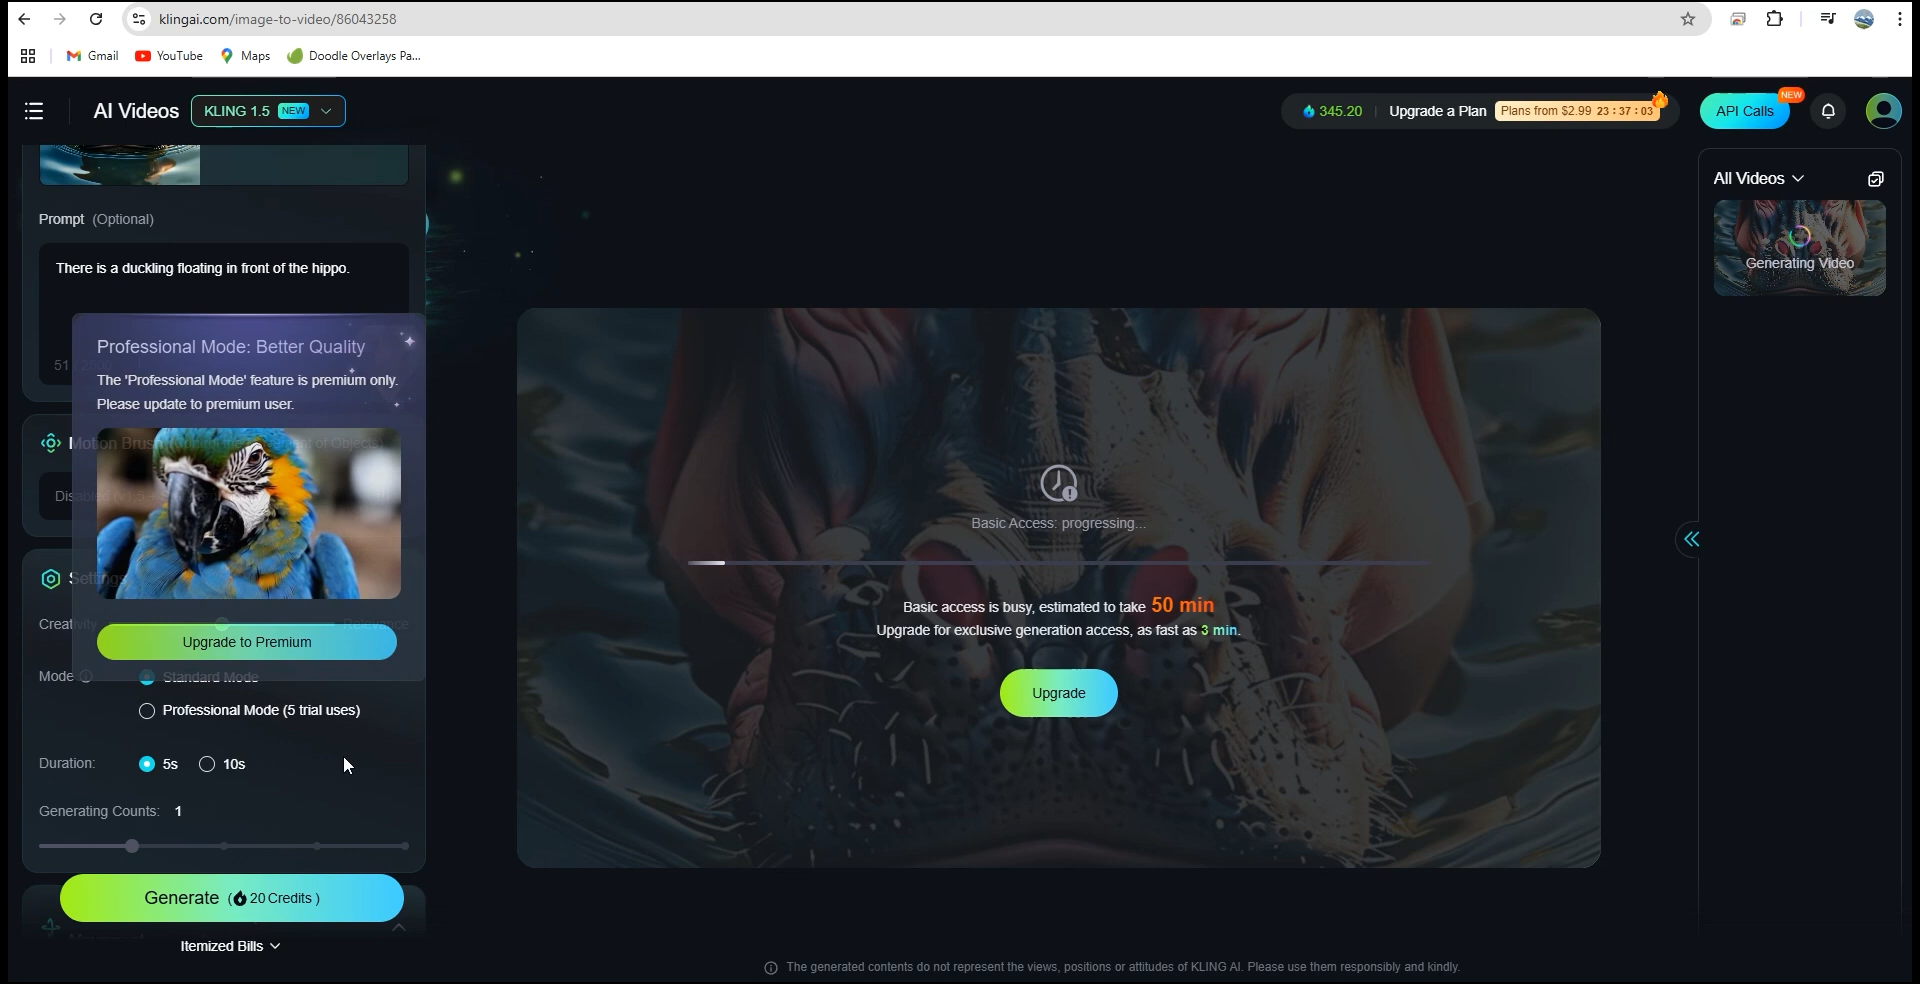 klingai.com/image-to-video/86043258
Gmail
YouTube
Maps
Doodle Overlays Pa...
AI Videos
KLING 1.5 NEW
345.20
Upgrade a Plan
Plans from $2.99 23 : 37 : 03
API Calls
NEW
All Videos
Generating Video
Prompt (Optional)
There is a duckling floating in front of the hippo.
51
Professional Mode: Better Quality
The 'Professional Mode' feature is premium only.
Please update to premium user.
Motion Brush
Settings
Creativity
Relevance
Upgrade to Premium
Mode
Standard Mode
Professional Mode (5 trial uses)
Duration:
5s
10s
Generating Counts: 1
Generate ( 20 Credits )
Itemized Bills
Basic Access: progressing...
Basic access is busy, estimated to take 50 min
Upgrade for exclusive generation access, as fast as 3 min.
Upgrade
The generated contents do not represent the views, positions or attitudes of KLING AI. Please use them responsibly and kindly.